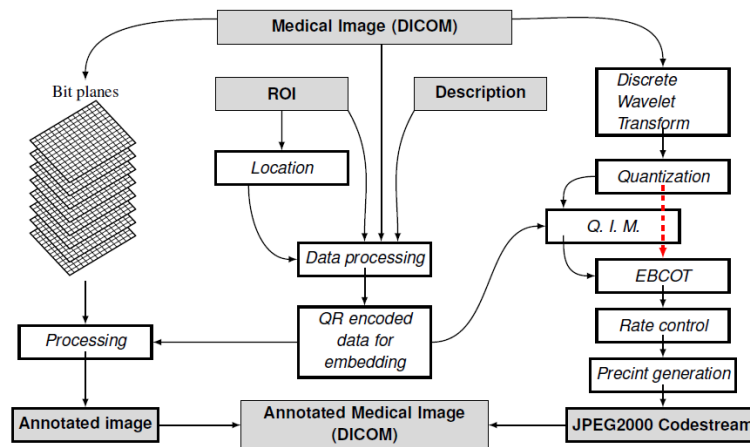 Medical Image (DICOM)
Bit planes
ROI
Description
Discrete
Wavelet
Transform
Location
Quantization
Q. I. M.
Data processing
EBCOT
QR encoded
data for
embedding
Processing
Rate control
Precint generation
Annotated image
Annotated Medical Image
(DICOM)
JPEG2000 Codestream